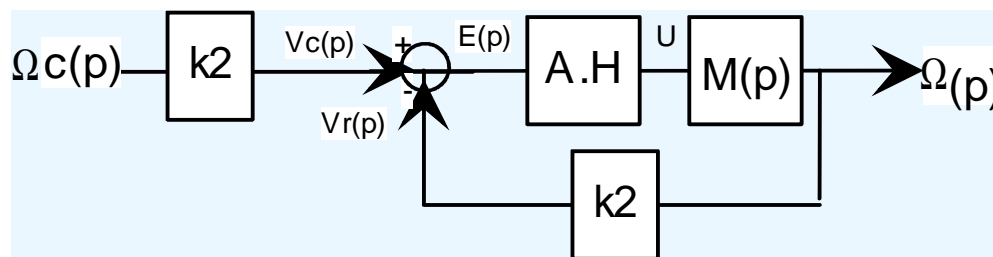 Ωc(p)
k2
Vc(p)
+
-
Vr(p)
E(p)
A.H
U
M(p)
Ω(p)
k2